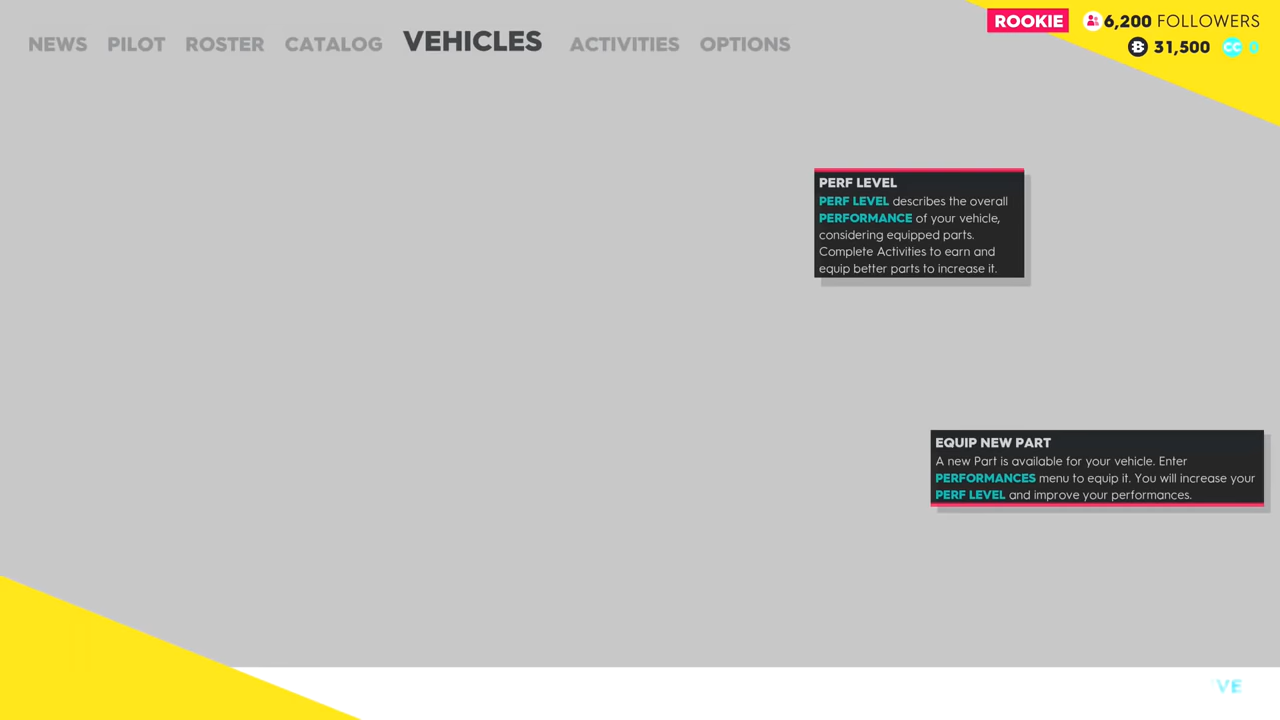 NEWS PILOT ROSTER CATALOG VEHICLES ACTIVITIES OPTIONS
ROOKIE 6,200 FOLLOWERS
31,500 CC 0
PERF LEVEL
PERF LEVEL describes the overall
PERFORMANCE of your vehicle,
considering equipped parts.
Complete Activities to earn and
equip better parts to increase it.
EQUIP NEW PART
A new Part is available for your vehicle. Enter
PERFORMANCES menu to equip it. You will increase your
PERF LEVEL and improve your performances.